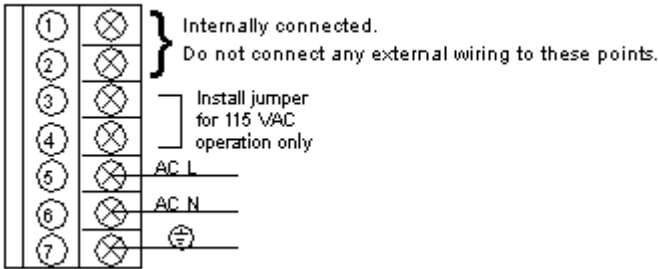 1
Internally connected.
2
Do not connect any external wiring to these points.
3
Install jumper
for 115 VAC
4
operation only
5
AC L
6
AC N
7